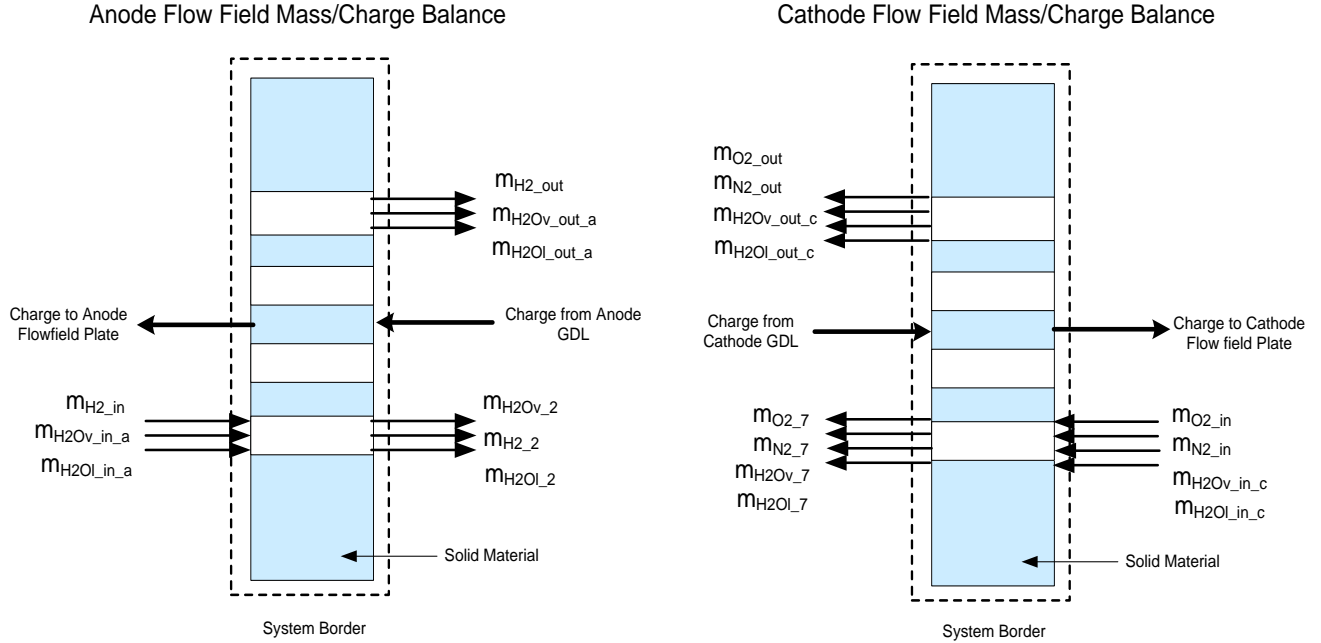 Anode Flow Field Mass/Charge Balance
mH2_out
mH2Ov_out_a
mH2Ol_out_a
Charge to Anode
Flowfield Plate
Charge from Anode
GDL
mH2_in
mH2Ov_in_a
mH2Ol_in_a
mH2Ov_2
mH2_2
mH2Ol_2
Solid Material
System Border
Cathode Flow Field Mass/Charge Balance
mO2_out
mN2_out
mH2Ov_out_c
mH2Ol_out_c
Charge from
Cathode GDL
Charge to Cathode
Flow field Plate
mO2_7
mN2_7
mH2Ov_7
mH2Ol_7
mO2_in
mN2_in
mH2Ov_in_c
mH2Ol_in_c
Solid Material
System Border